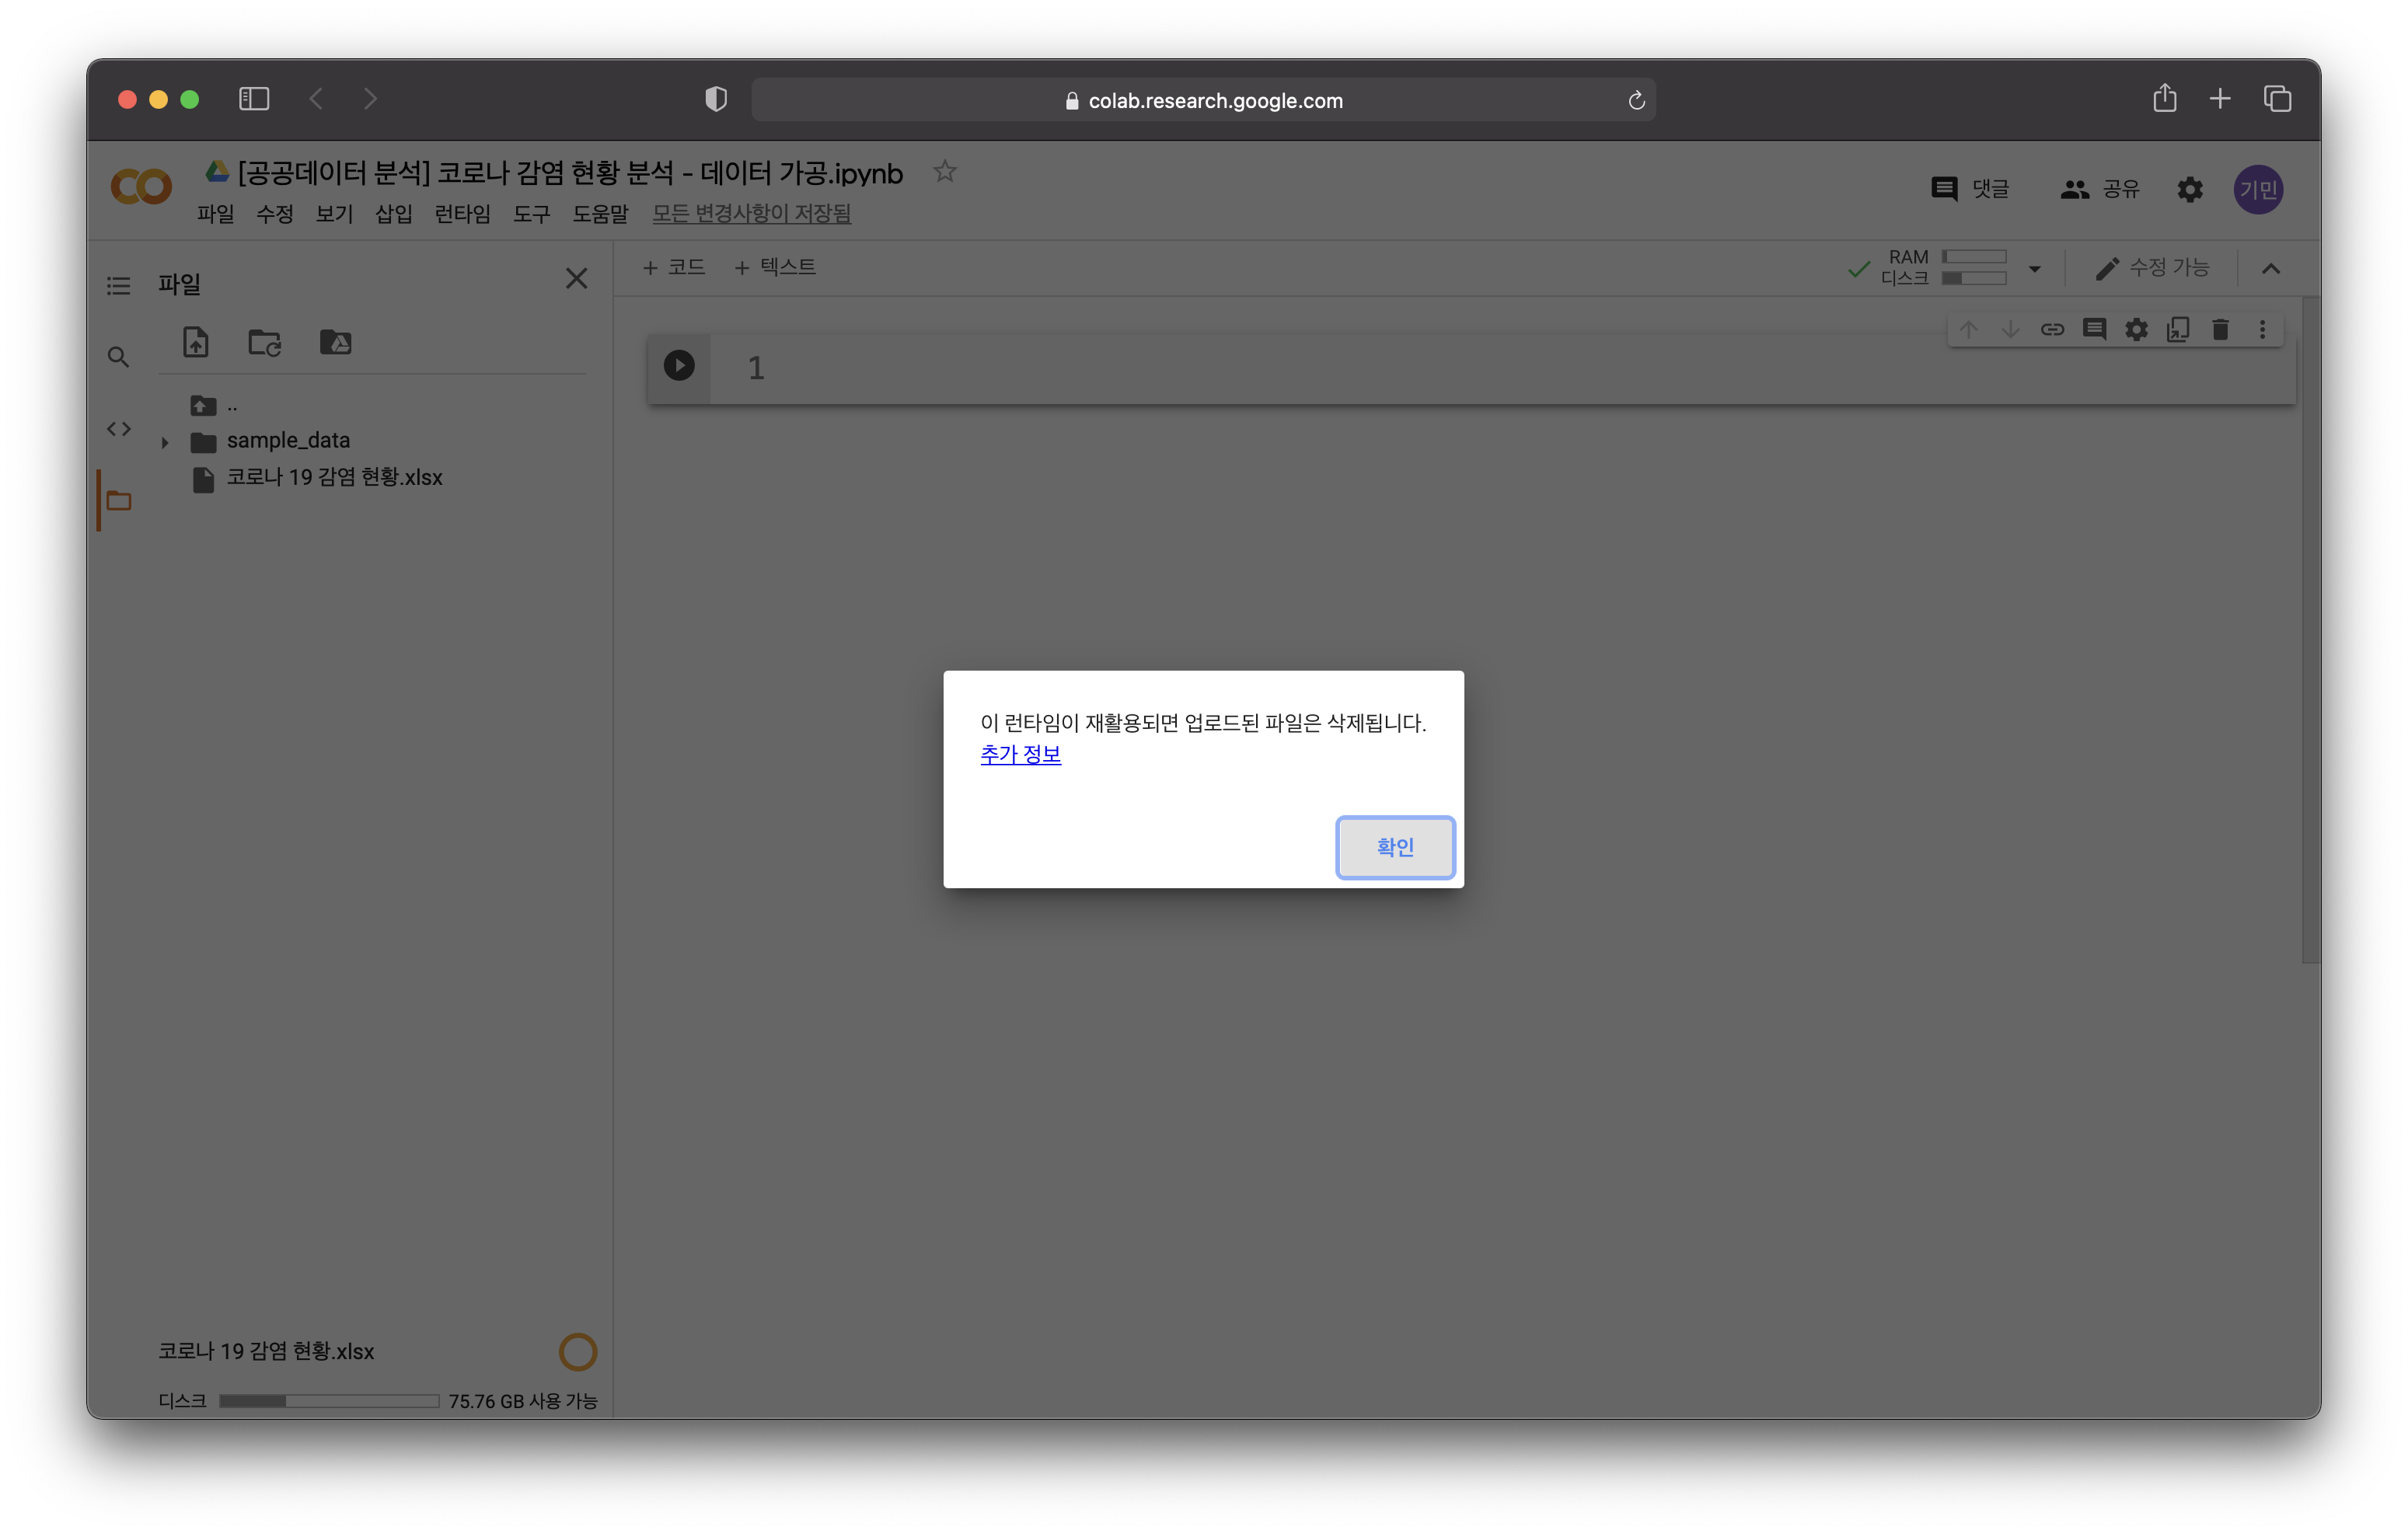 colab.research.google.com
[공공데이터 분석] 코로나 감염 현황 분석 - 데이터 가공.ipynb
파일 수정 보기 삽입 런타임 도구 도움말 모든 변경사항이 저장됨
댓글 공유 기민
파일
+ 코드 + 텍스트
RAM
디스크
수정 가능
1
..
sample_data
코로나 19 감염 현황.xlsx
이 런타임이 재활용되면 업로드된 파일은 삭제됩니다.
추가 정보
확인
코로나 19 감염 현황.xlsx
디스크 75.76 GB 사용 가능